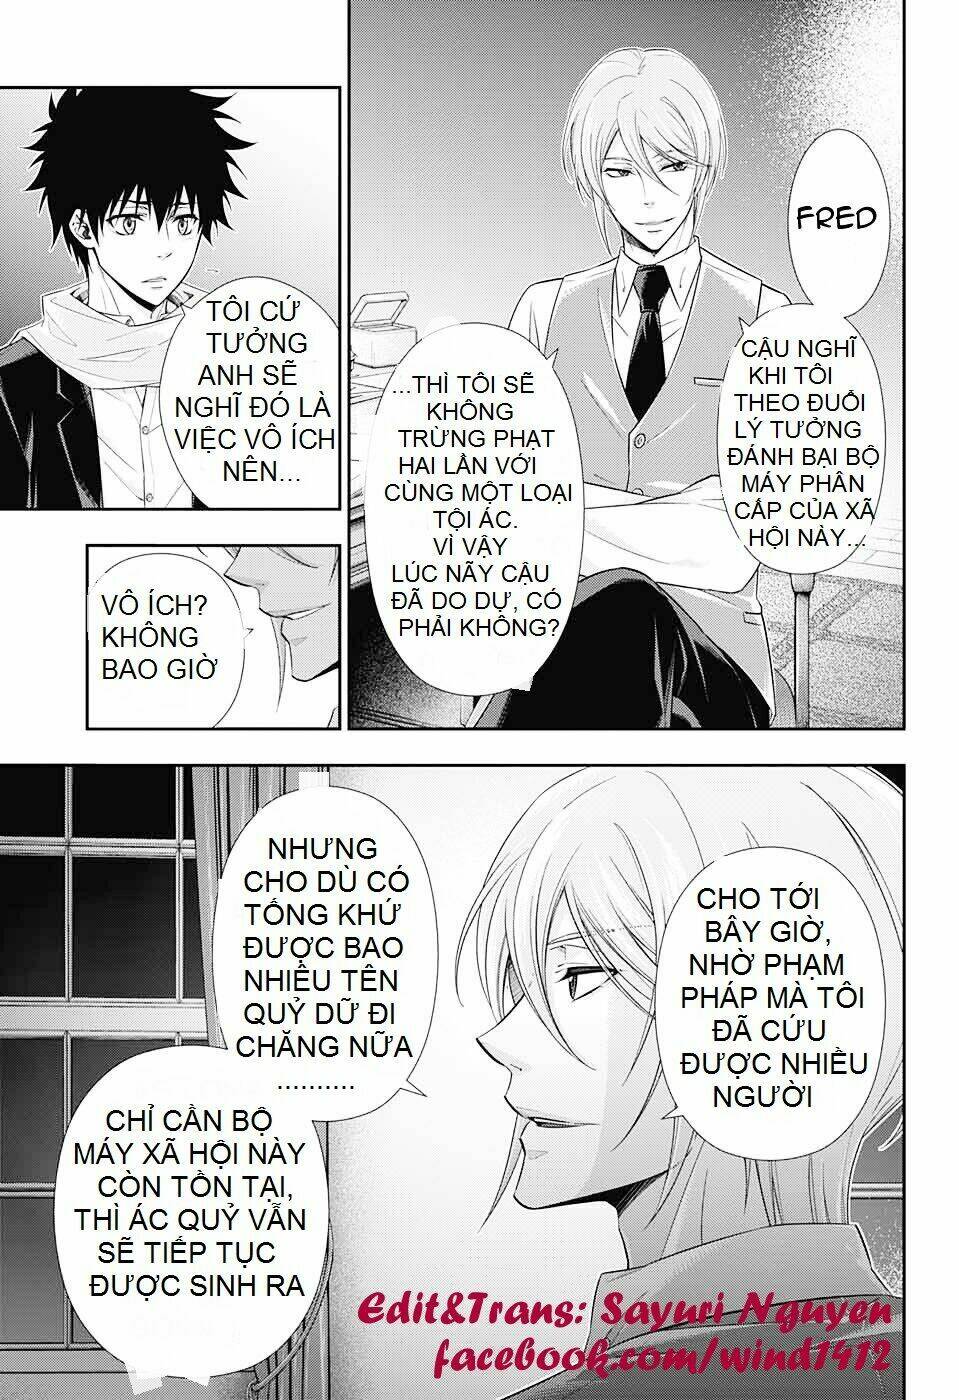 FRED
CẬU NGHĨ
KHI TÔI
THEO ĐUỔI
LÝ TƯỞNG
ĐÁNH BẠI BỘ
MÁY PHÂN
CẤP CỦA XÃ
HỘI NÀY...
...THÌ TÔI SẼ
KHÔNG
TRỪNG PHẠT
HAI LẦN VỚI
CÙNG MỘT LOẠI
TỘI ÁC.
VÌ VẬY
LÚC NÃY CẬU
ĐÃ DO DỰ, CÓ
PHẢI KHÔNG?
TÔI CỨ
TƯỞNG
ANH SẼ
NGHĨ ĐÓ LÀ
VIỆC VÔ ÍCH
NÊN...
VÔ ÍCH?
KHÔNG
BAO GIỜ
CHO TỚI
BÂY GIỜ,
NHỜ PHẠM
PHÁP MÀ TÔI
ĐÃ CỨU
ĐƯỢC NHIỀU
NGƯỜI
NHƯNG
CHO DÙ CÓ
TỐNG KHỨ
ĐƯỢC BAO
NHIÊU TÊN
QUỶ DỮ ĐI
CHĂNG NỮA
..........
CHỈ CẦN BỘ
MÁY XÃ HỘI NÀY
CÒN TỒN TẠI,
THÌ ÁC QUỶ VẪN
SẼ TIẾP TỤC
ĐƯỢC SINH RA
Edit&Trans: Sayuri Nguyen
facebook.com/wind1412